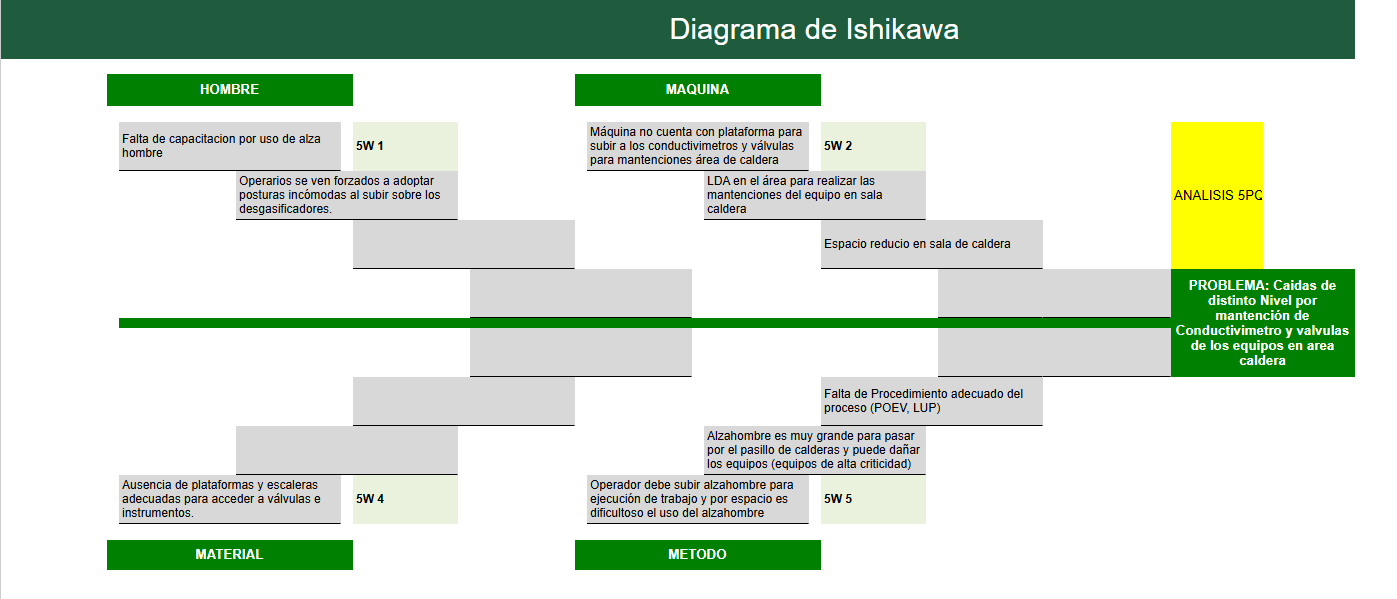 Diagrama de Ishikawa
HOMBRE
MAQUINA
Falta de capacitacion por uso de alza
hombre
5W 1
Máquina no cuenta con plataforma para
subir a los conductivimetros y válvulas
para mantenciones área de caldera
5W 2
Operarios se ven forzados a adoptar
posturas incómodas al subir sobre los
desgasificadores.
LDA en el área para realizar las
mantenciones del equipo en sala
caldera
ANALISIS 5PQ
Espacio reducio en sala de caldera
PROBLEMA: Caidas de
distinto Nivel por
mantención de
Conductivimetro y valvulas
de los equipos en area
caldera
Falta de Procedimiento adecuado del
proceso (POEV, LUP)
Alzahombre es muy grande para pasar
por el pasillo de calderas y puede dañar
los equipos (equipos de alta criticidad)
Ausencia de plataformas y escaleras
adecuadas para acceder a válvulas e
instrumentos.
5W 4
Operador debe subir alzahombre para
ejecución de trabajo y por espacio es
dificultoso el uso del alzahombre
5W 5
MATERIAL
METODO